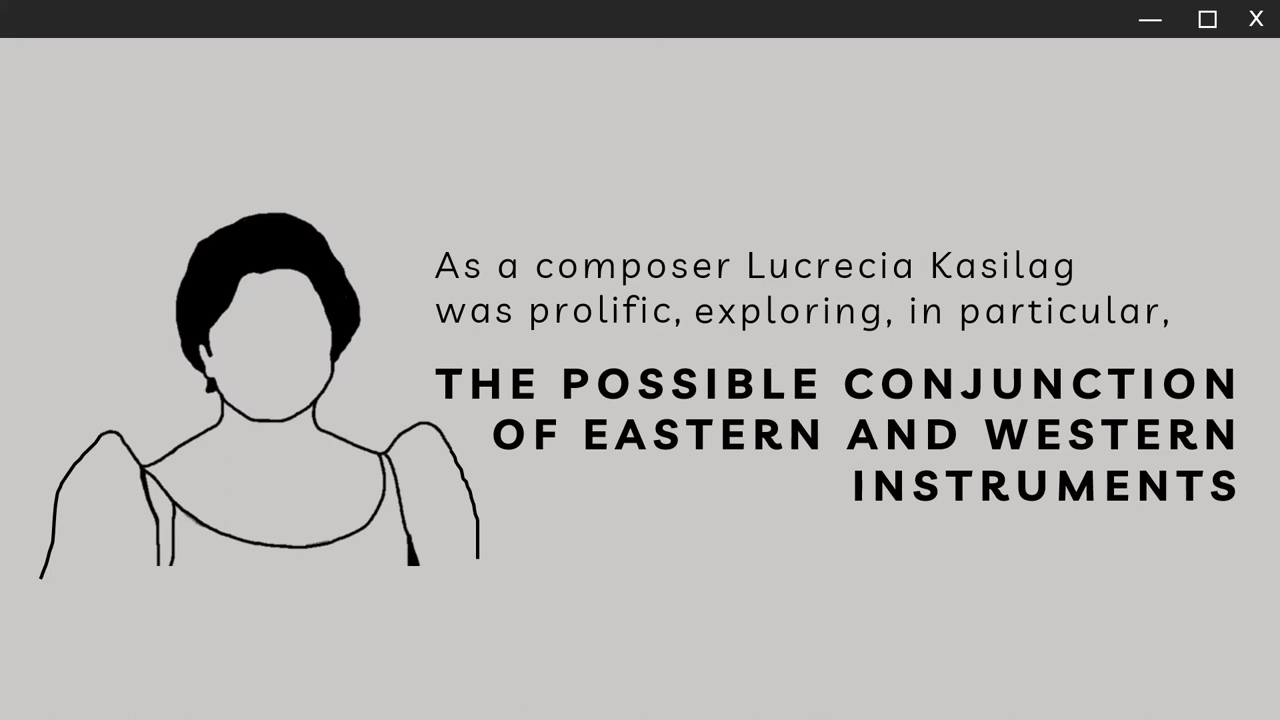 As a composer Lucrecia Kasilag
was prolific, exploring, in particular,
THE POSSIBLE CONJUNCTION
OF EASTERN AND WESTERN
INSTRUMENTS